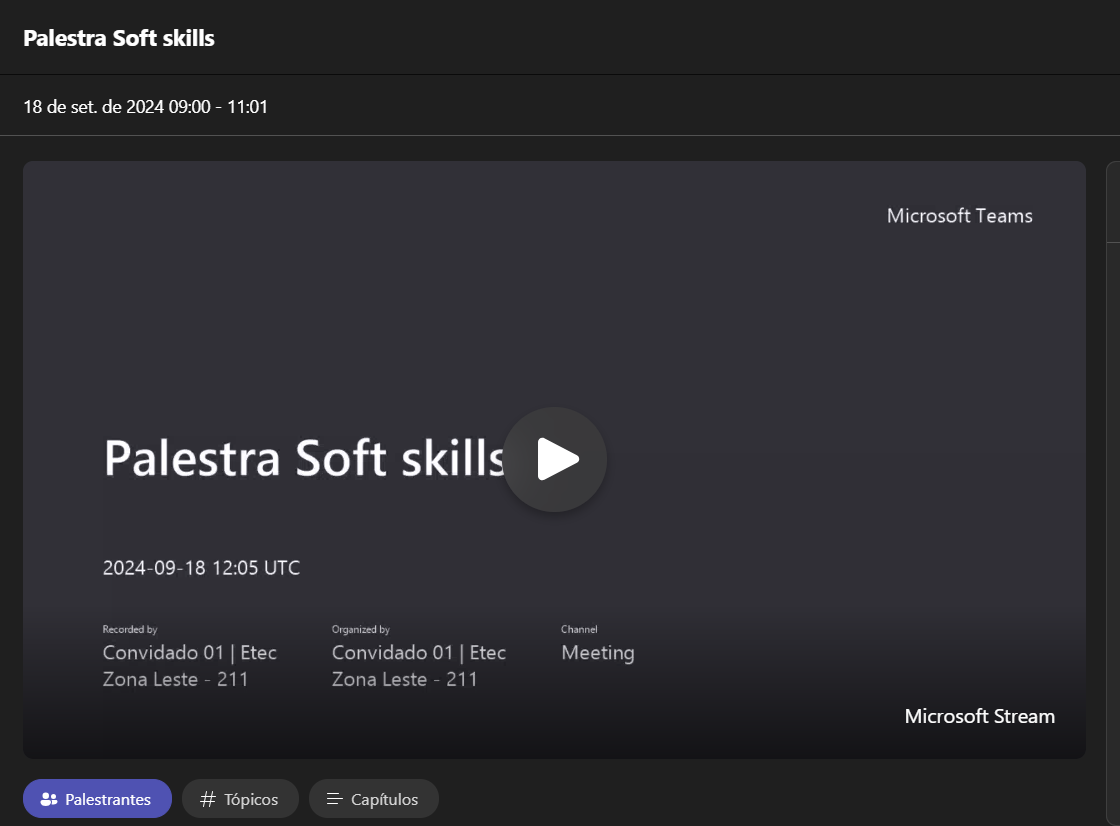 Palestra Soft skills
18 de set. de 2024 09:00 - 11:01
Microsoft Teams
Palestra Soft skills
2024-09-18 12:05 UTC
Recorded by
Convidado 01 | Etec
Zona Leste - 211
Organized by
Convidado 01 | Etec
Zona Leste - 211
Channel
Meeting
Microsoft Stream
Palestrantes
Tópicos
Capítulos